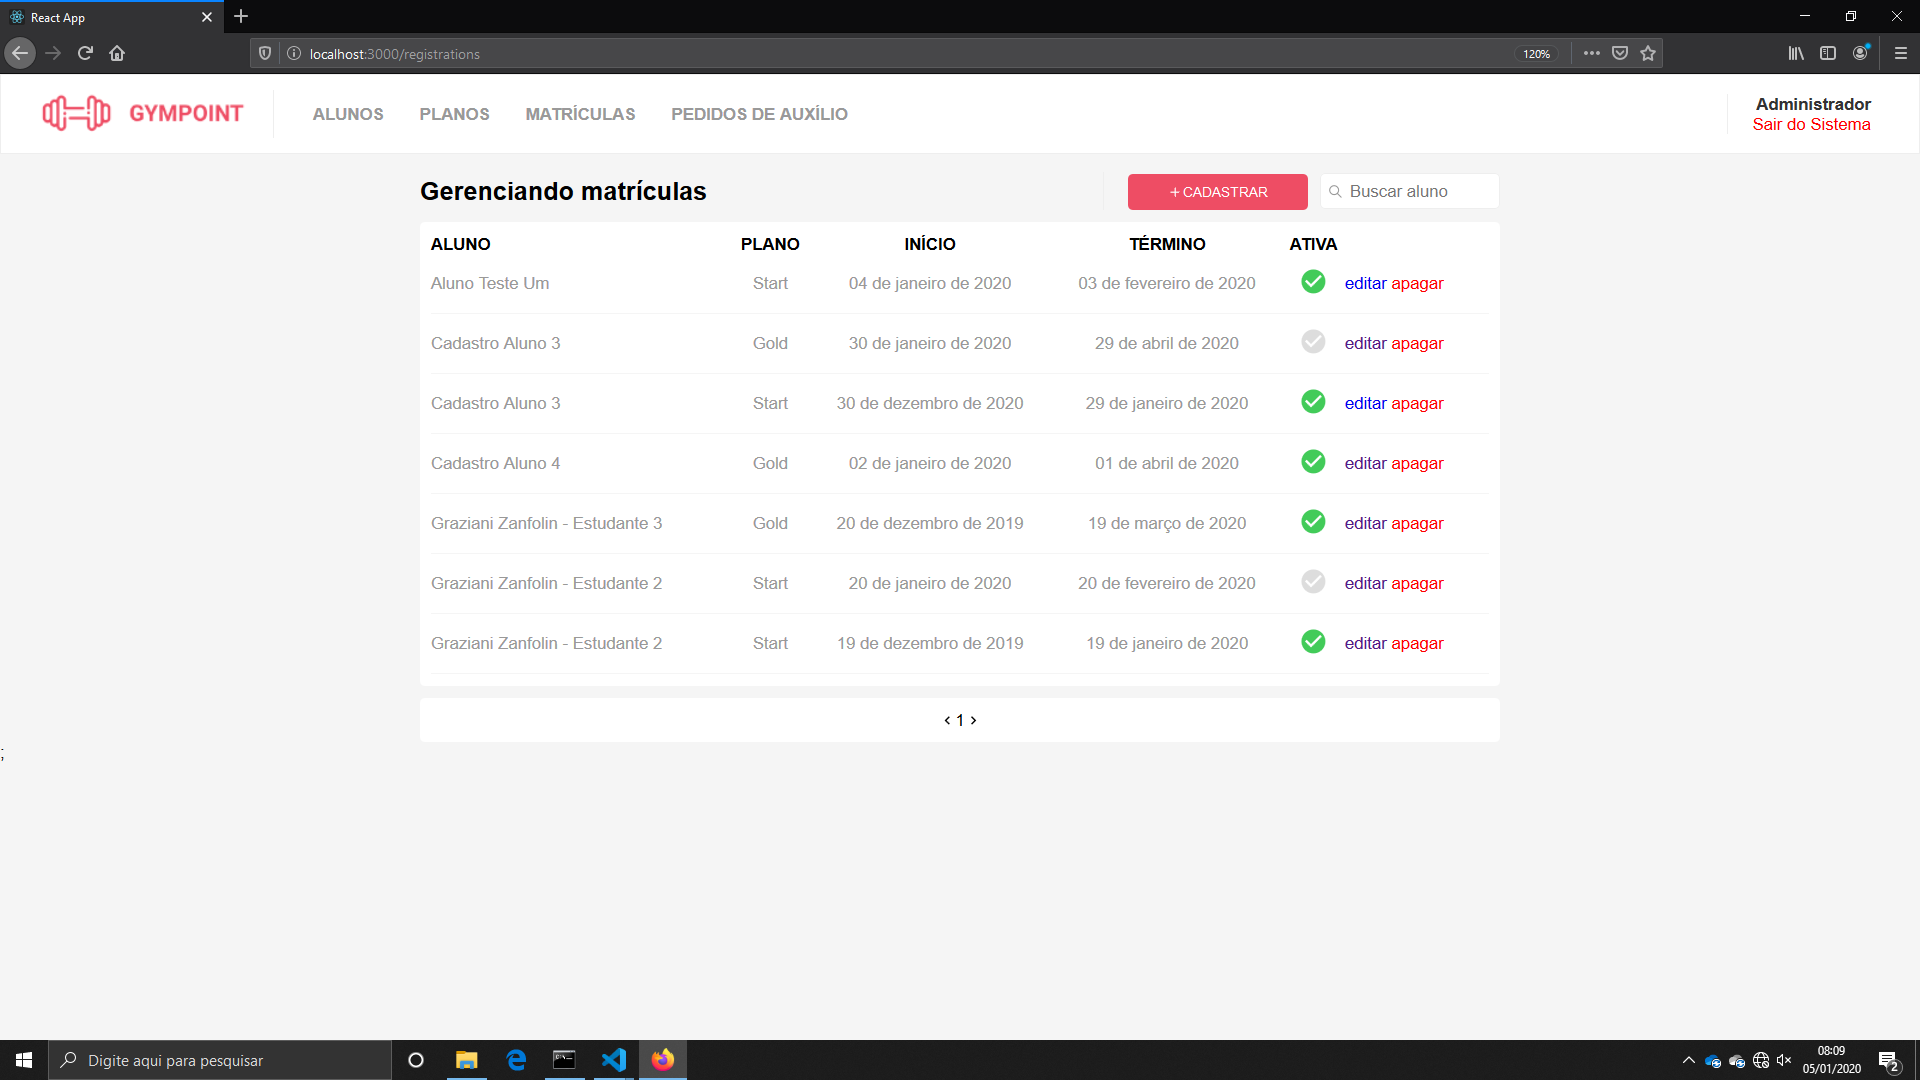 React App
localhost:3000/registrations
120%
GYMPOINT
ALUNOS PLANOS MATRÍCULAS PEDIDOS DE AUXÍLIO
Administrador
Sair do Sistema
Gerenciando matrículas
+ CADASTRAR
Buscar aluno
ALUNO PLANO INÍCIO TÉRMINO ATIVA
Aluno Teste Um Start 04 de janeiro de 2020 03 de fevereiro de 2020 editar apagar
Cadastro Aluno 3 Gold 30 de janeiro de 2020 29 de abril de 2020 editar apagar
Cadastro Aluno 3 Start 30 de dezembro de 2020 29 de janeiro de 2020 editar apagar
Cadastro Aluno 4 Gold 02 de janeiro de 2020 01 de abril de 2020 editar apagar
Graziani Zanfolin - Estudante 3 Gold 20 de dezembro de 2019 19 de março de 2020 editar apagar
Graziani Zanfolin - Estudante 2 Start 20 de janeiro de 2020 20 de fevereiro de 2020 editar apagar
Graziani Zanfolin - Estudante 2 Start 19 de dezembro de 2019 19 de janeiro de 2020 editar apagar
‹ 1 ›
;
Digite aqui para pesquisar
08:09
05/01/2020
2